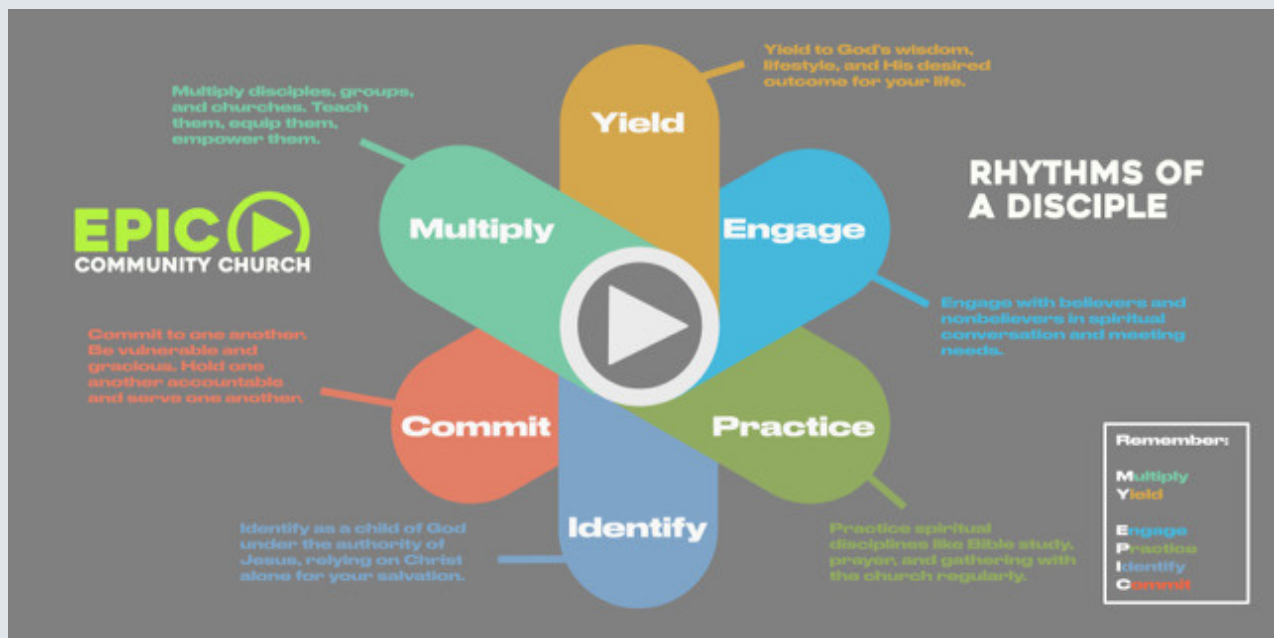 Yield to God's wisdom,
lifestyle, and His desired
outcome for your life.
Multiply disciples, groups,
and churches. Teach
them, equip them,
empower them.
Yield
RHYTHMS OF
A DISCIPLE
Multiply
Engage
EPIC
COMMUNITY CHURCH
Engage with believers and
nonbelievers in spiritual
conversation and meeting
needs.
Commit to one another.
Be vulnerable and
gracious. Hold one
another accountable
and serve one another.
Commit
Practice
Identify
Identify as a child of God
under the authority of
Jesus, relying on Christ
alone for your salvation.
Practice spiritual
disciplines like Bible study,
prayer, and gathering with
the church regularly.
Remember:
Multiply
Yield
Engage
Practice
Identify
Commit